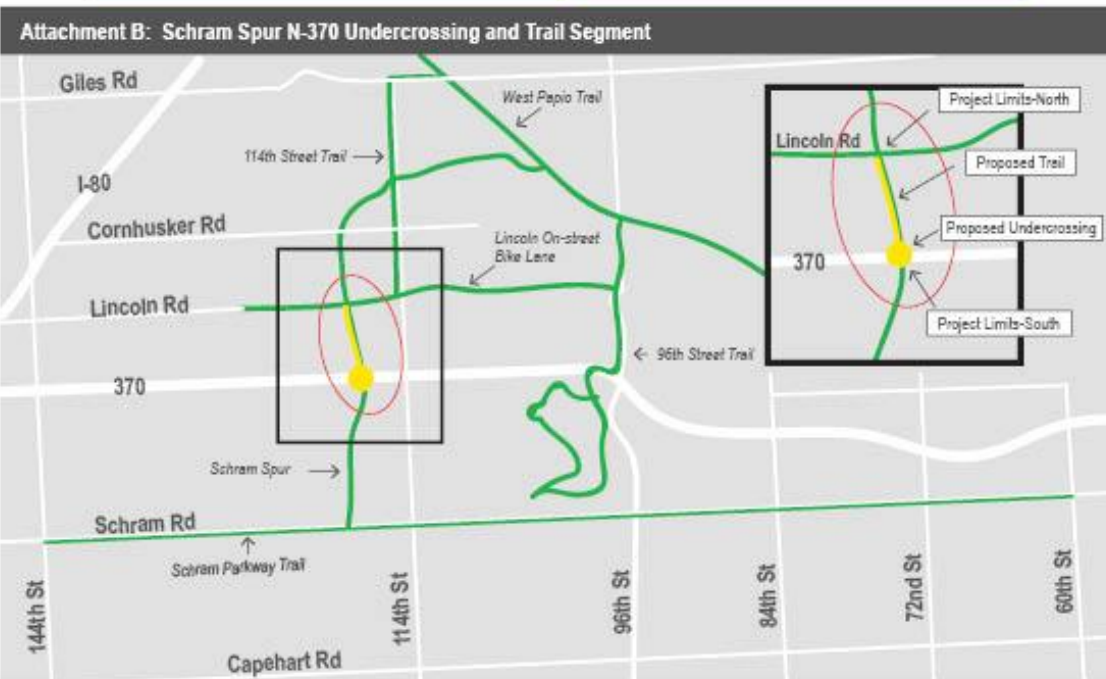 Attachment B: Schram Spur N-370 Undercrossing and Trail Segment
Giles Rd
West Papio Trail
114th Street Trail
I-80
Cornhusker Rd
Lincoln On-street
Bike Lane
Lincoln Rd
370
96th Street Trail
Schram Spur
Schram Rd
Schram Parkway Trail
144th St
114th St
96th St
84th St
72nd St
60th St
Capehart Rd
Project Limits-North
Lincoln Rd
Proposed Trail
Proposed Undercrossing
370
Project Limits-South